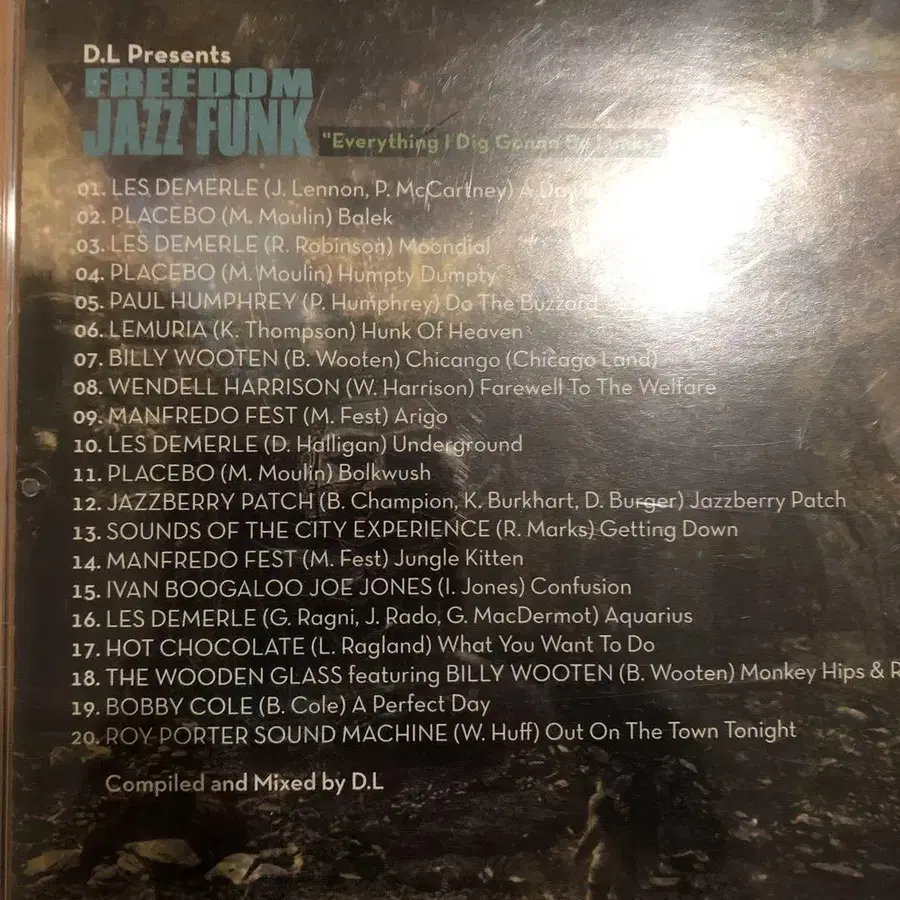 D.L Presents
FREEDOM
JAZZ FUNK
"Everything I Dig Gonna Be Funky"
01. LES DEMERLE (J. Lennon, P. McCartney) A Day
02. PLACEBO (M. Moulin) Balek
03. LES DEMERLE (R. Robinson) Moondial
04. PLACEBO (M. Moulin) Humpty Dumpty
05. PAUL HUMPHREY (P. Humphrey) Do The Buzzard
06. LEMURIA (K. Thompson) Hunk Of Heaven
07. BILLY WOOTEN (B. Wooten) Chicango (Chicago Land)
08. WENDELL HARRISON (W. Harrison) Farewell To The Welfare
09. MANFREDO FEST (M. Fest) Arigo
10. LES DEMERLE (D. Halligan) Underground
11. PLACEBO (M. Moulin) Bolkwush
12. JAZZBERRY PATCH (B. Champion, K. Burkhart, D. Burger) Jazzberry Patch
13. SOUNDS OF THE CITY EXPERIENCE (R. Marks) Getting Down
14. MANFREDO FEST (M. Fest) Jungle Kitten
15. IVAN BOOGALOO JOE JONES (I. Jones) Confusion
16. LES DEMERLE (G. Ragni, J. Rado, G. MacDermot) Aquarius
17. HOT CHOCOLATE (L. Ragland) What You Want To Do
18. THE WOODEN GLASS featuring BILLY WOOTEN (B. Wooten) Monkey Hips & R
19. BOBBY COLE (B. Cole) A Perfect Day
20. ROY PORTER SOUND MACHINE (W. Huff) Out On The Town Tonight
Compiled and Mixed by D.L